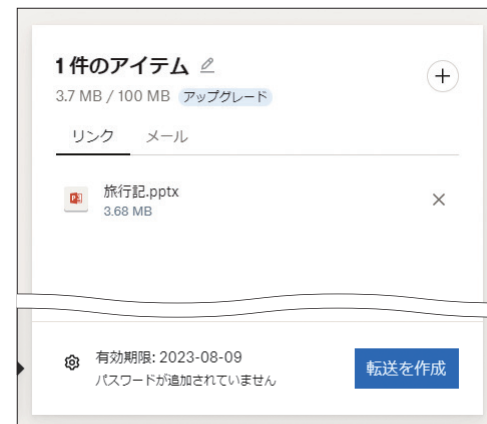 1件のアイテム
3.7 MB / 100 MB アップグレード
リンク メール
旅行記.pptx
3.68 MB
有効期限: 2023-08-09
パスワードが追加されていません
転送を作成